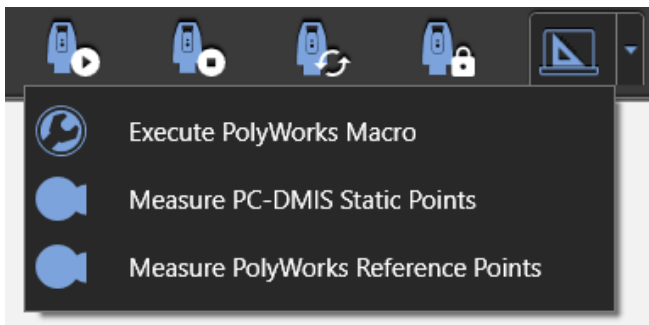 Execute PolyWorks Macro
Measure PC-DMIS Static Points
Measure PolyWorks Reference Points